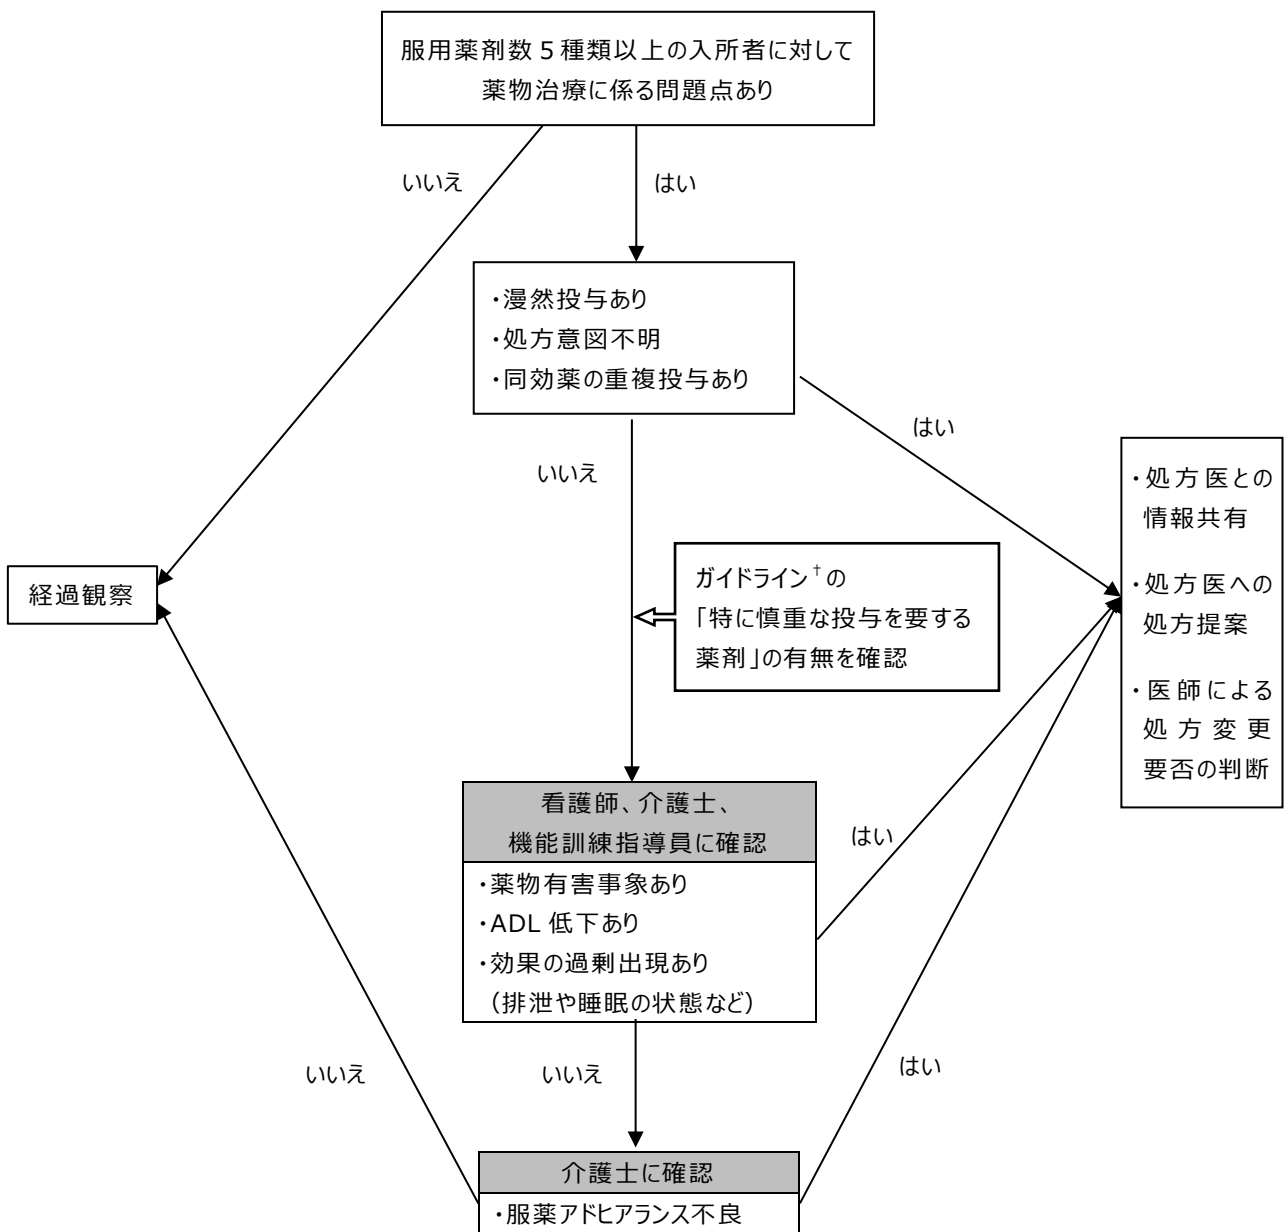 服用薬剤数5種類以上の入所者に対して
薬物治療に係る問題点あり
いいえ
はい
・漫然投与あり
・処方意図不明
・同効薬の重複投与あり
はい
いいえ
・処方医との
情報共有
・処方医への
処方提案
・医師による
処方変更
要否の判断
ガイドライン†の
「特に慎重な投与を要する
薬剤」の有無を確認
経過観察
看護師、介護士、
機能訓練指導員に確認
・薬物有害事象あり
・ADL低下あり
・効果の過剰出現あり
(排泄や睡眠の状態など)
はい
いいえ
いいえ
はい
介護士に確認
・服薬アドヒアランス不良